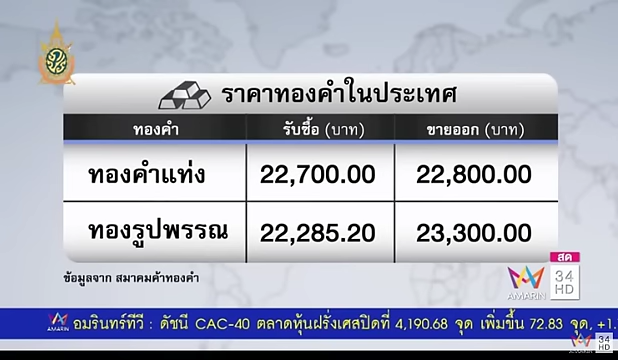 ราคาทองคำในประเทศ
ทองคำ รับซื้อ (บาท) ขายออก (บาท)
ทองคำแท่ง 22,700.00 22,800.00
ทองรูปพรรณ 22,285.20 23,300.00
ข้อมูลจาก สมาคมค้าทองคำ
สด
AMARIN 34 HD
AMARIN อมรินทร์ทีวี : ดัชนี CAC-40 ตลาดหุ้นฝรั่งเศสปิดที่ 4,190.68 จุด เพิ่มขึ้น 72.83 จุด, +1.
34 HD